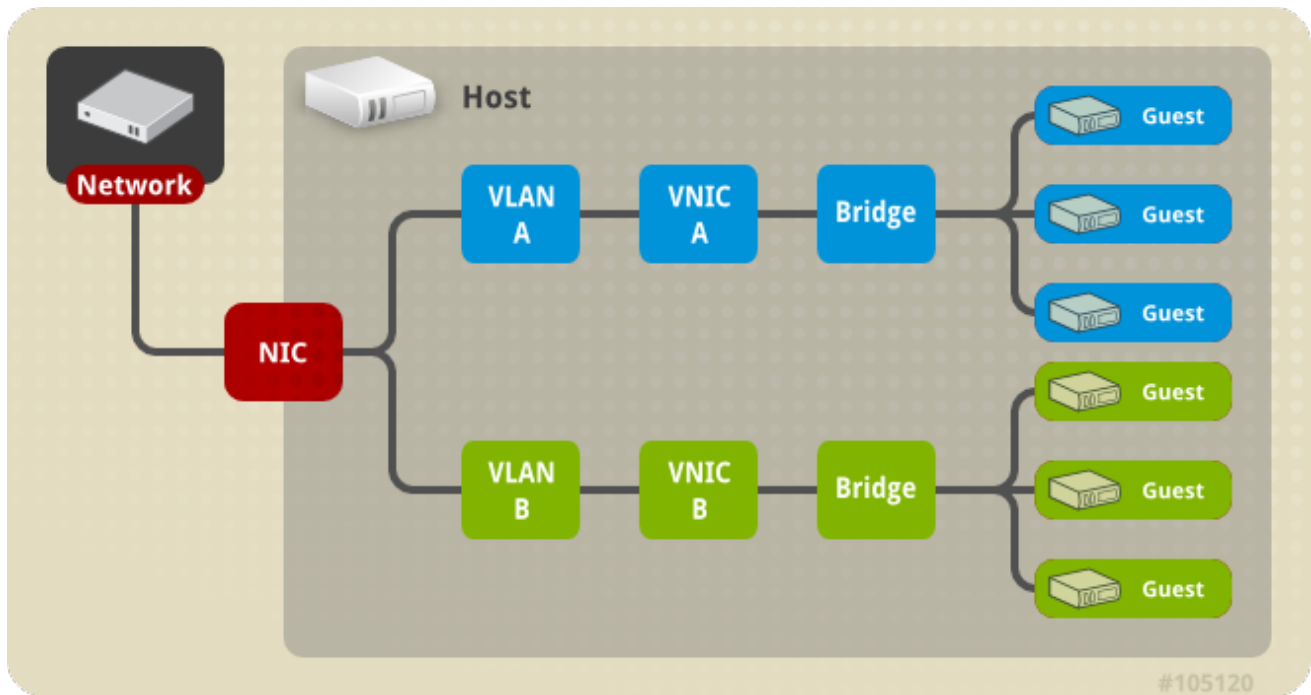 Host
Network
Guest
VLAN
A
VNIC
A
Bridge
Guest
Guest
NIC
Guest
VLAN
B
VNIC
B
Bridge
Guest
Guest
#105120